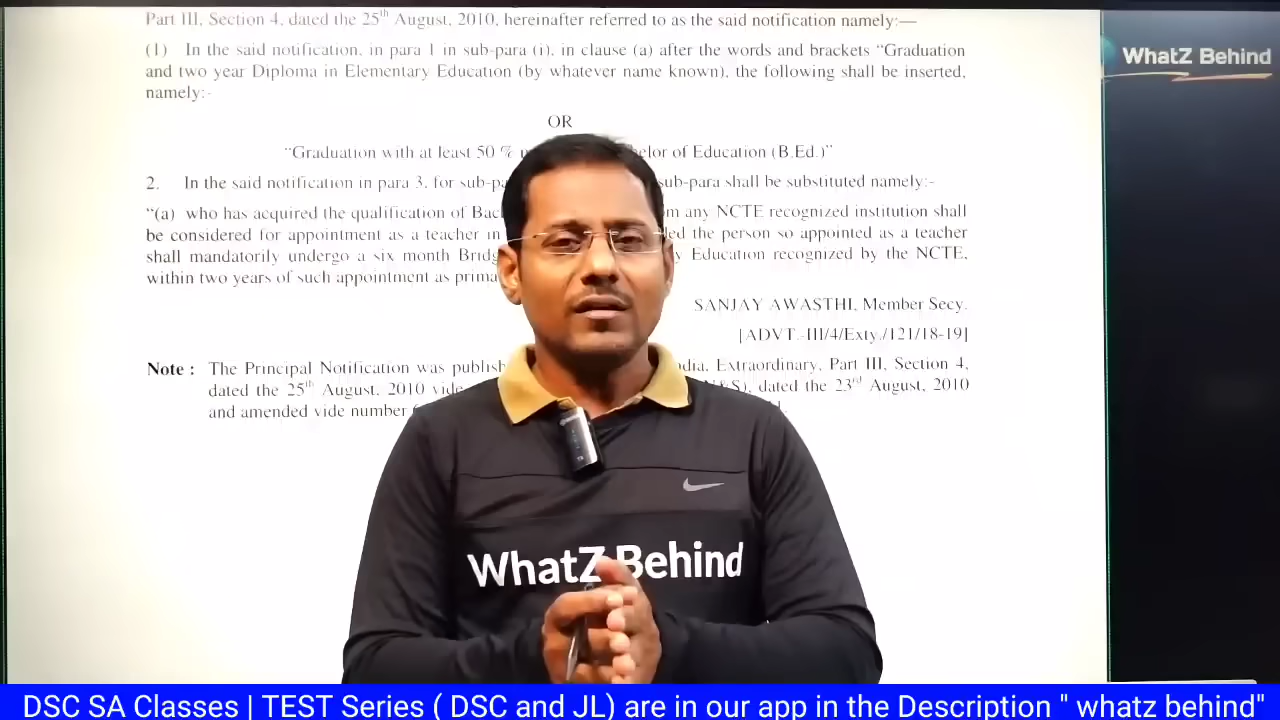 Part III, Section 4, dated the 25th August, 2010, hereinafter referred to as the said notification namely:—
WhatZ Behind
(1) In the said notification, in para 1 in sub-para (i), in clause (a) after the words and brackets “Graduation
and two year Diploma in Elementary Education (by whatever name known), the following shall be inserted,
namely:-
OR
“Graduation with at least 50 % of Education (B.Ed.)”
2. In the said notification in para 3, for sub-para shall be substituted namely:-
“(a) who has acquired the qualification of any NCTE recognized institution shall
be considered for appointment as a teacher in the person so appointed as a teacher
shall mandatorily undergo a six month Education recognized by the NCTE,
within two years of such appointment as
SANJAY AWASTHI, Member Secy.
[ADVT.-III/4/Exty./121/18-19]
Note : The Principal Notification was Extraordinary, Part III, Section 4,
dated the 25th August, 2010 vide dated the 23rd August, 2010
and amended vide number
WhatZ Behind
DSC SA Classes | TEST Series ( DSC and JL) are in our app in the Description " whatz behind"